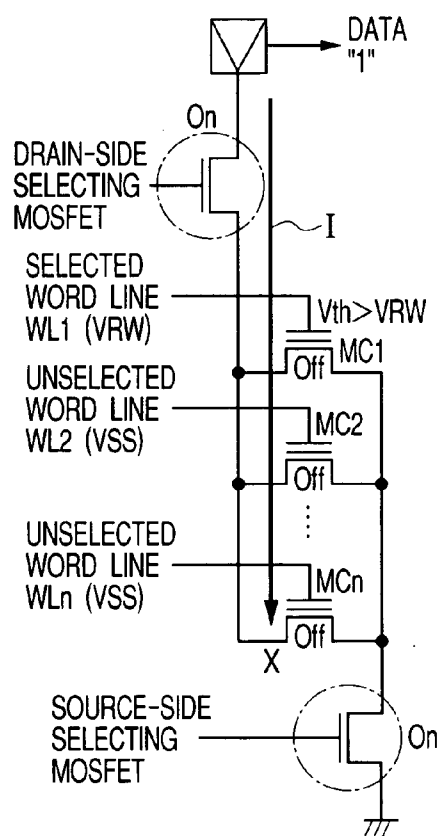 DATA
"1"
On
DRAIN-SIDE
SELECTING
MOSFET
I
SELECTED
WORD LINE
WL1 (VRW)
Vth>VRW
MC1
Off
UNSELECTED
WORD LINE
WL2 (VSS)
MC2
Off
UNSELECTED
WORD LINE
WLn (VSS)
MCn
Off
X
SOURCE-SIDE
SELECTING
MOSFET
On